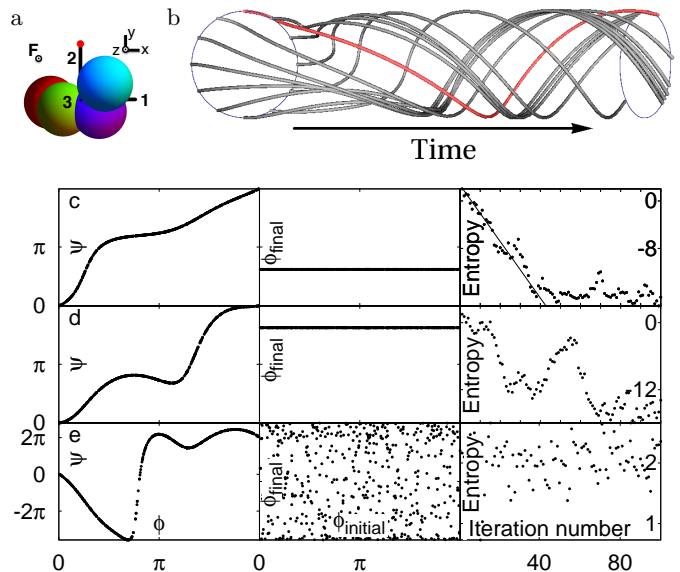 a
b
F
y
2
z
x
3
1
Time
c
ψ
π
0
ϕfinal
Entropy
0
-8
d
ψ
π
0
ϕfinal
Entropy
0
-12
e
ψ
2π
0
-2π
ϕ
ϕfinal
ϕinitial
Entropy
2
1
Iteration number
0
π
0
π
40
80